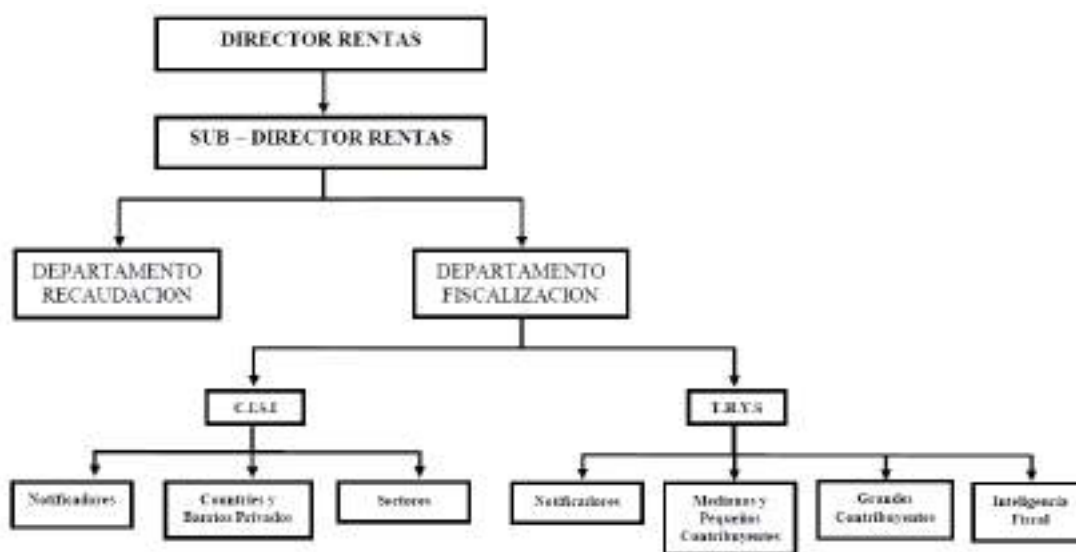 DIRECTOR RENTAS
SUB – DIRECTOR RENTAS
DEPARTAMENTO
RECAUDACION
DEPARTAMENTO
FISCALIZACION
C.I.S.I
T.H.Y.S
Notificadores
Countries y
Barrios Privados
Sectores
Notificadores
Medianos y
Pequeños
Contribuyentes
Grandes
Contribuyentes
Inteligencia
Fiscal